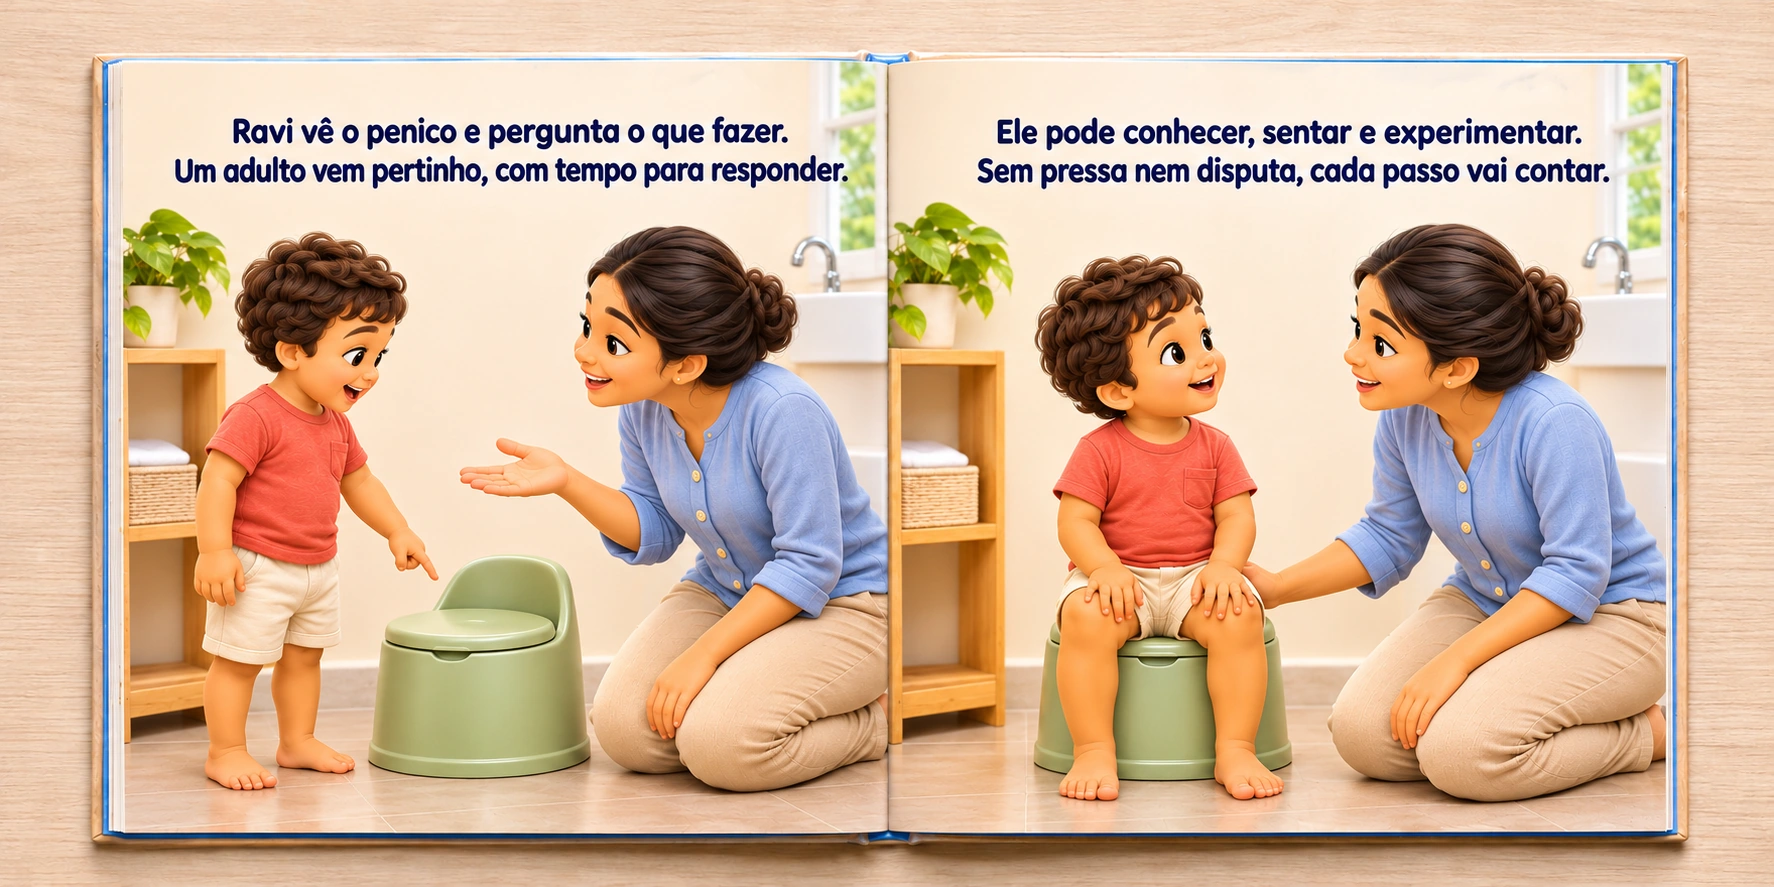 Ravi vê o penico e pergunta o que fazer.
Um adulto vem pertinho, com tempo para responder.
Ele pode conhecer, sentar e experimentar.
Sem pressa nem disputa, cada passo vai contar.